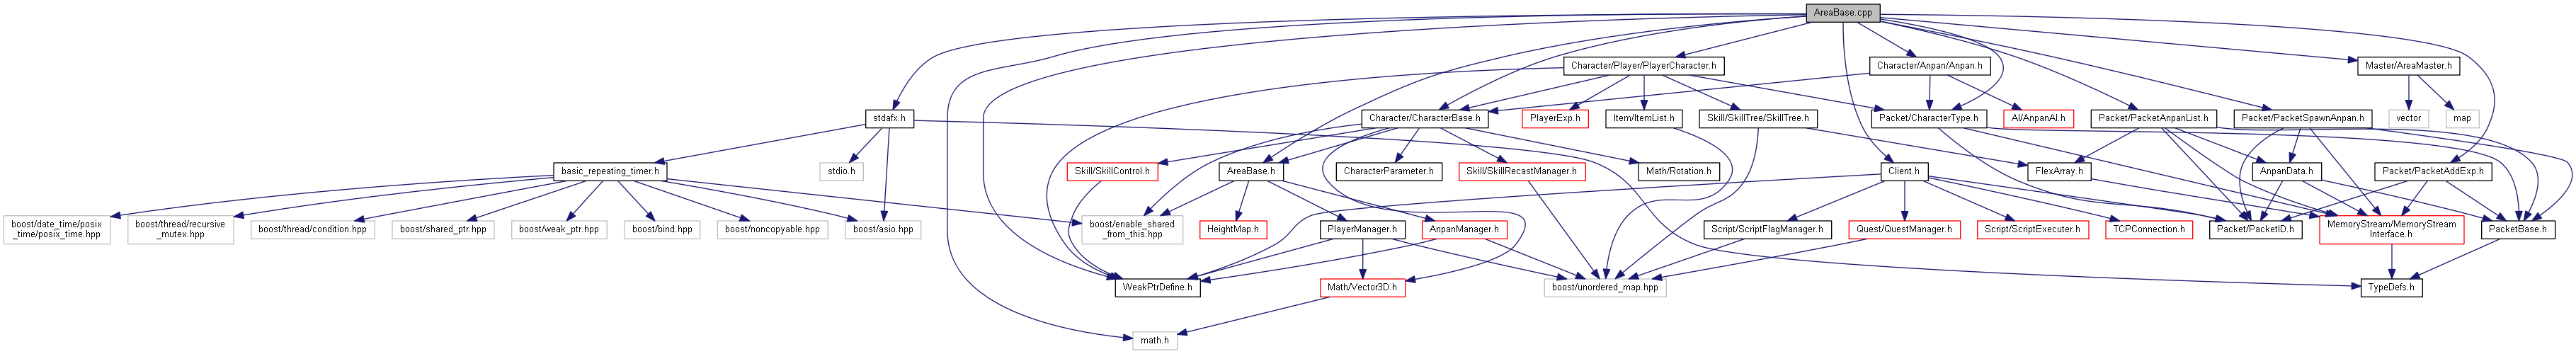 AreaBase.cpp
Character/Player/PlayerCharacter.h
Character/Anpan/Anpan.h
Master/AreaMaster.h
stdafx.h
Character/CharacterBase.h
PlayerExp.h
Item/ItemList.h
Skill/SkillTree/SkillTree.h
Packet/CharacterType.h
AI/AnpanAI.h
Packet/PacketAnpanList.h
Packet/PacketSpawnAnpan.h
vector
map
basic_repeating_timer.h
stdio.h
Skill/SkillControl.h
AreaBase.h
CharacterParameter.h
Skill/SkillRecastManager.h
Math/Rotation.h
Client.h
FlexArray.h
AnpanData.h
Packet/PacketAddExp.h
boost/date_time/posix
_time/posix_time.hpp
boost/thread/recursive
_mutex.hpp
boost/thread/condition.hpp
boost/shared_ptr.hpp
boost/weak_ptr.hpp
boost/bind.hpp
boost/noncopyable.hpp
boost/asio.hpp
boost/enable_shared
_from_this.hpp
HeightMap.h
PlayerManager.h
AnpanManager.h
Script/ScriptFlagManager.h
Quest/QuestManager.h
Script/ScriptExecuter.h
TCPConnection.h
Packet/PacketID.h
MemoryStream/MemoryStream
Interface.h
PacketBase.h
WeakPtrDefine.h
Math/Vector3D.h
boost/unordered_map.hpp
TypeDefs.h
math.h